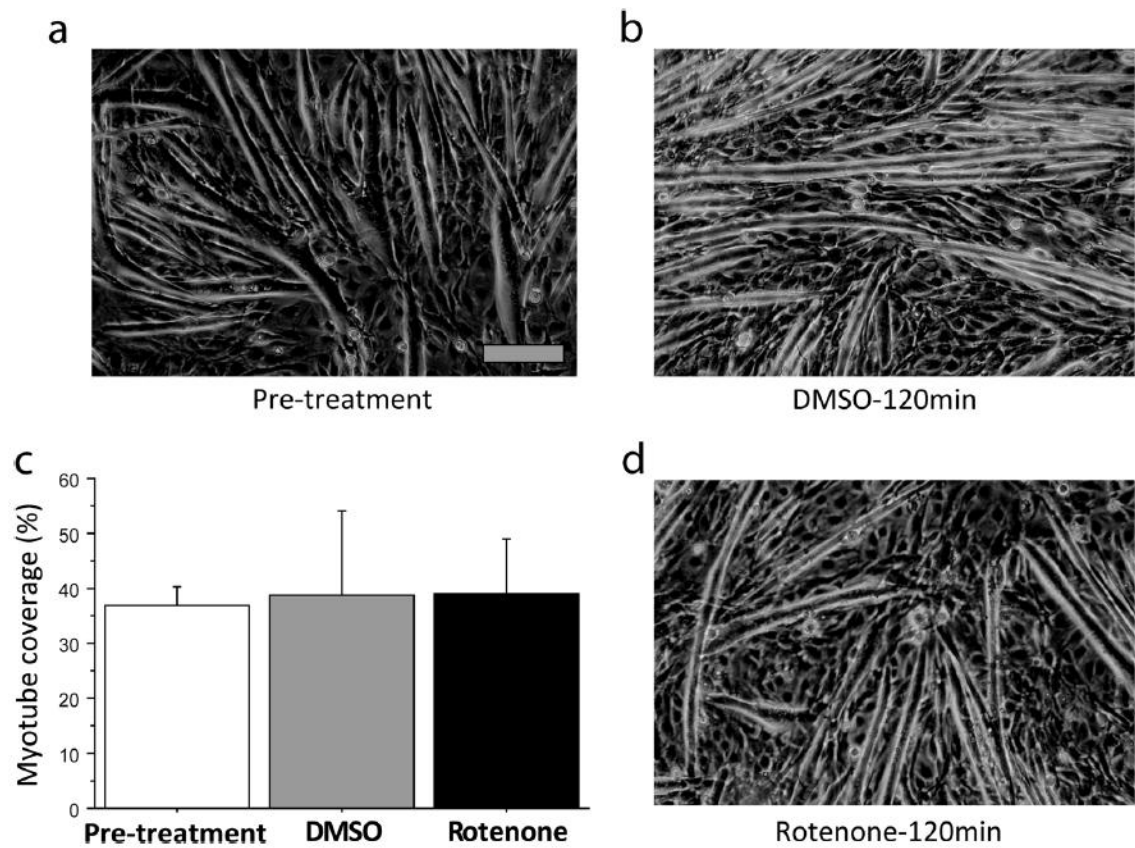 a
b
Pre-treatment
DMSO-120min
c
d
Myotube coverage (%)
60
50
40
30
20
10
0
Pre-treatment
DMSO
Rotenone
Rotenone-120min